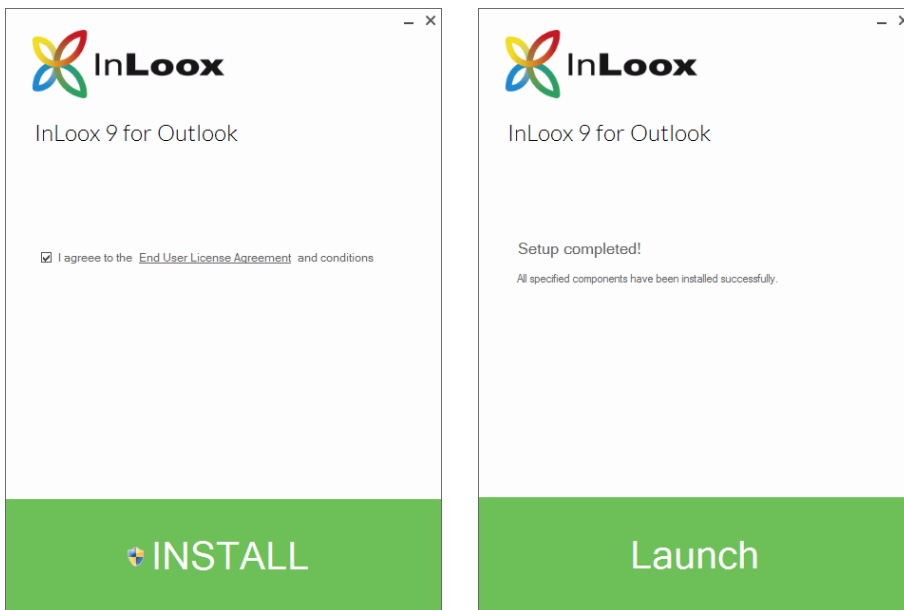 InLoox
InLoox 9 for Outlook
I agreee to the End User License Agreement and conditions
INSTALL
InLoox
InLoox 9 for Outlook
Setup completed!
All specified components have been installed successfully.
Launch